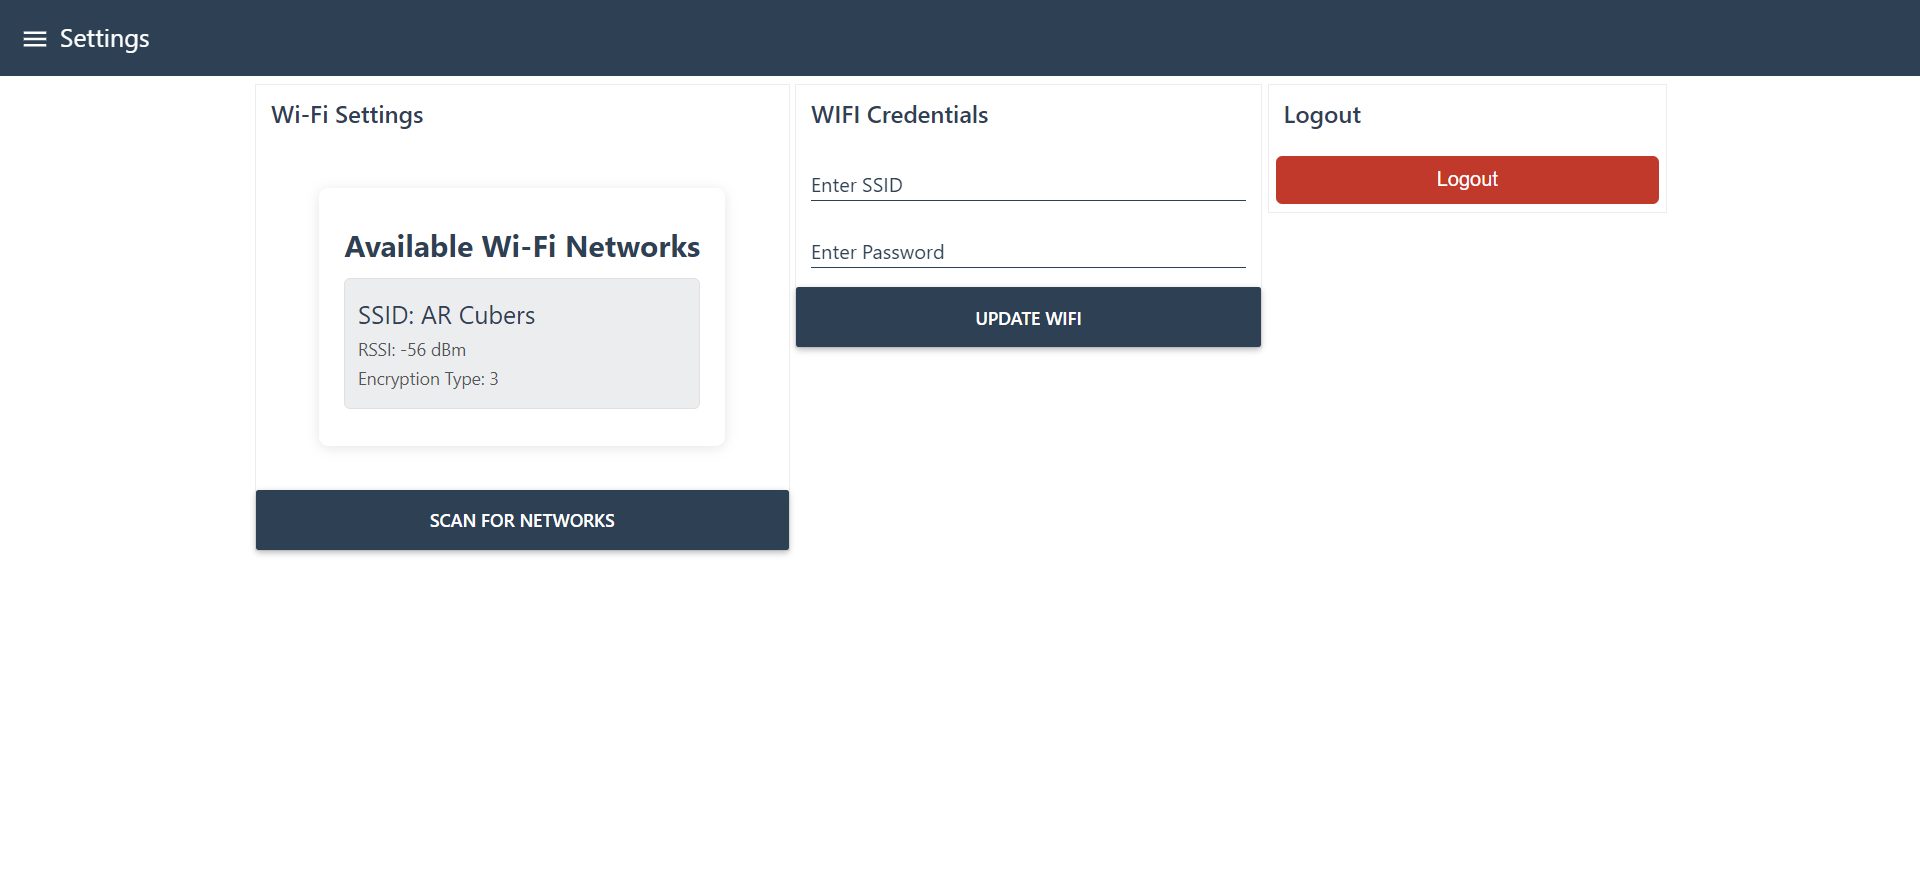 Settings
Wi-Fi Settings
Available Wi-Fi Networks
SSID: AR Cubers
RSSI: -56 dBm
Encryption Type: 3
SCAN FOR NETWORKS
WIFI Credentials
Enter SSID
Enter Password
UPDATE WIFI
Logout
Logout